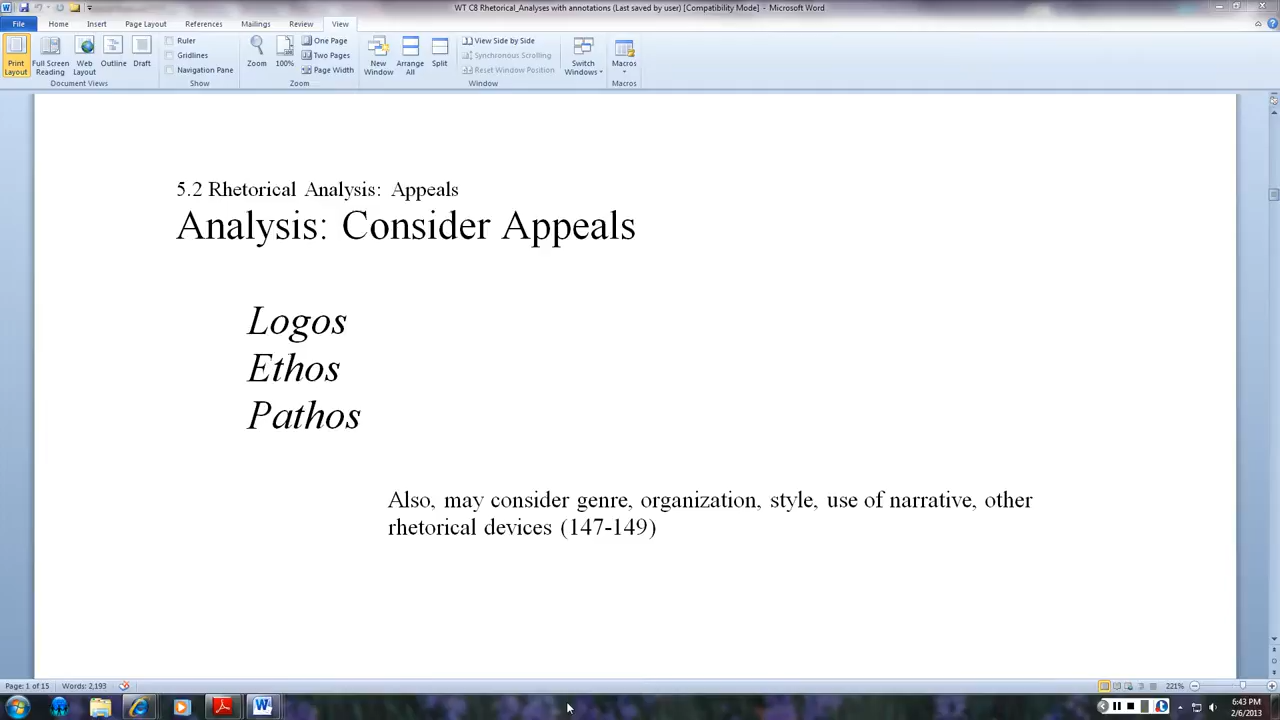 WT C8 Rhetorical_Analyses with annotations (Last saved by user) [Compatibility Mode] - Microsoft Word
File Home Insert Page Layout References Mailings Review View
Print Layout
Full Screen Reading
Web Layout
Outline
Draft
Document Views
Ruler
Gridlines
Navigation Pane
Show
Zoom
100%
One Page
Two Pages
Page Width
Zoom
New Window
Arrange All
Split
View Side by Side
Synchronous Scrolling
Reset Window Position
Window
Switch Windows
Macros
Macros
5.2 Rhetorical Analysis: Appeals
Analysis: Consider Appeals
Logos
Ethos
Pathos
Also, may consider genre, organization, style, use of narrative, other
rhetorical devices (147-149)
Page: 1 of 15 Words: 2,193
221%
6:43 PM
2/6/2013